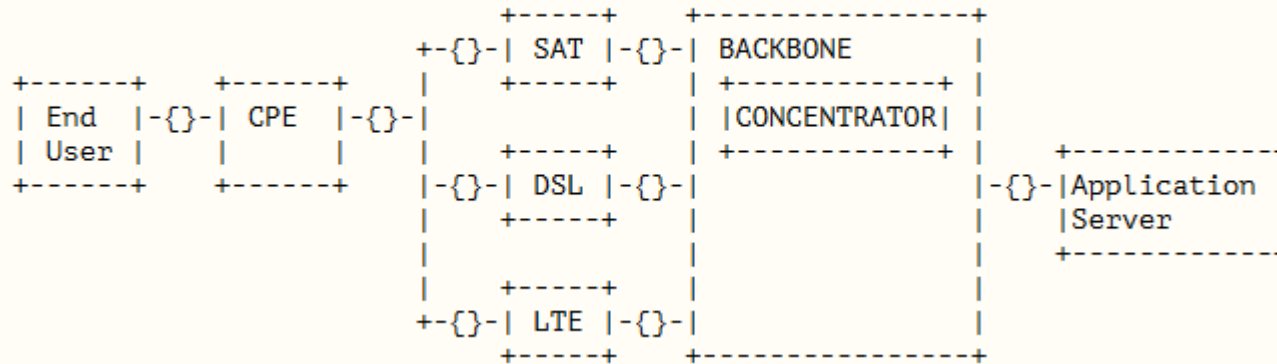 +-----+    +----------------+
                        +-{}-| SAT |-{}-| BACKBONE       |
+------+    +------+    |    +-----+    | +------------+ |
| End  |-{}-| CPE  |-{}-|               | |CONCENTRATOR| |
| User |    |      |    |    +-----+    | +------------+ |    +-------------
+------+    +------+    |-{}-| DSL |-{}-|                |-{}-|Application
                        |    +-----+    |                |    |Server
                        |               |                |    +-------------
                        |    +-----+    |                |
                        +-{}-| LTE |-{}-|                |
                             +-----+    +----------------+